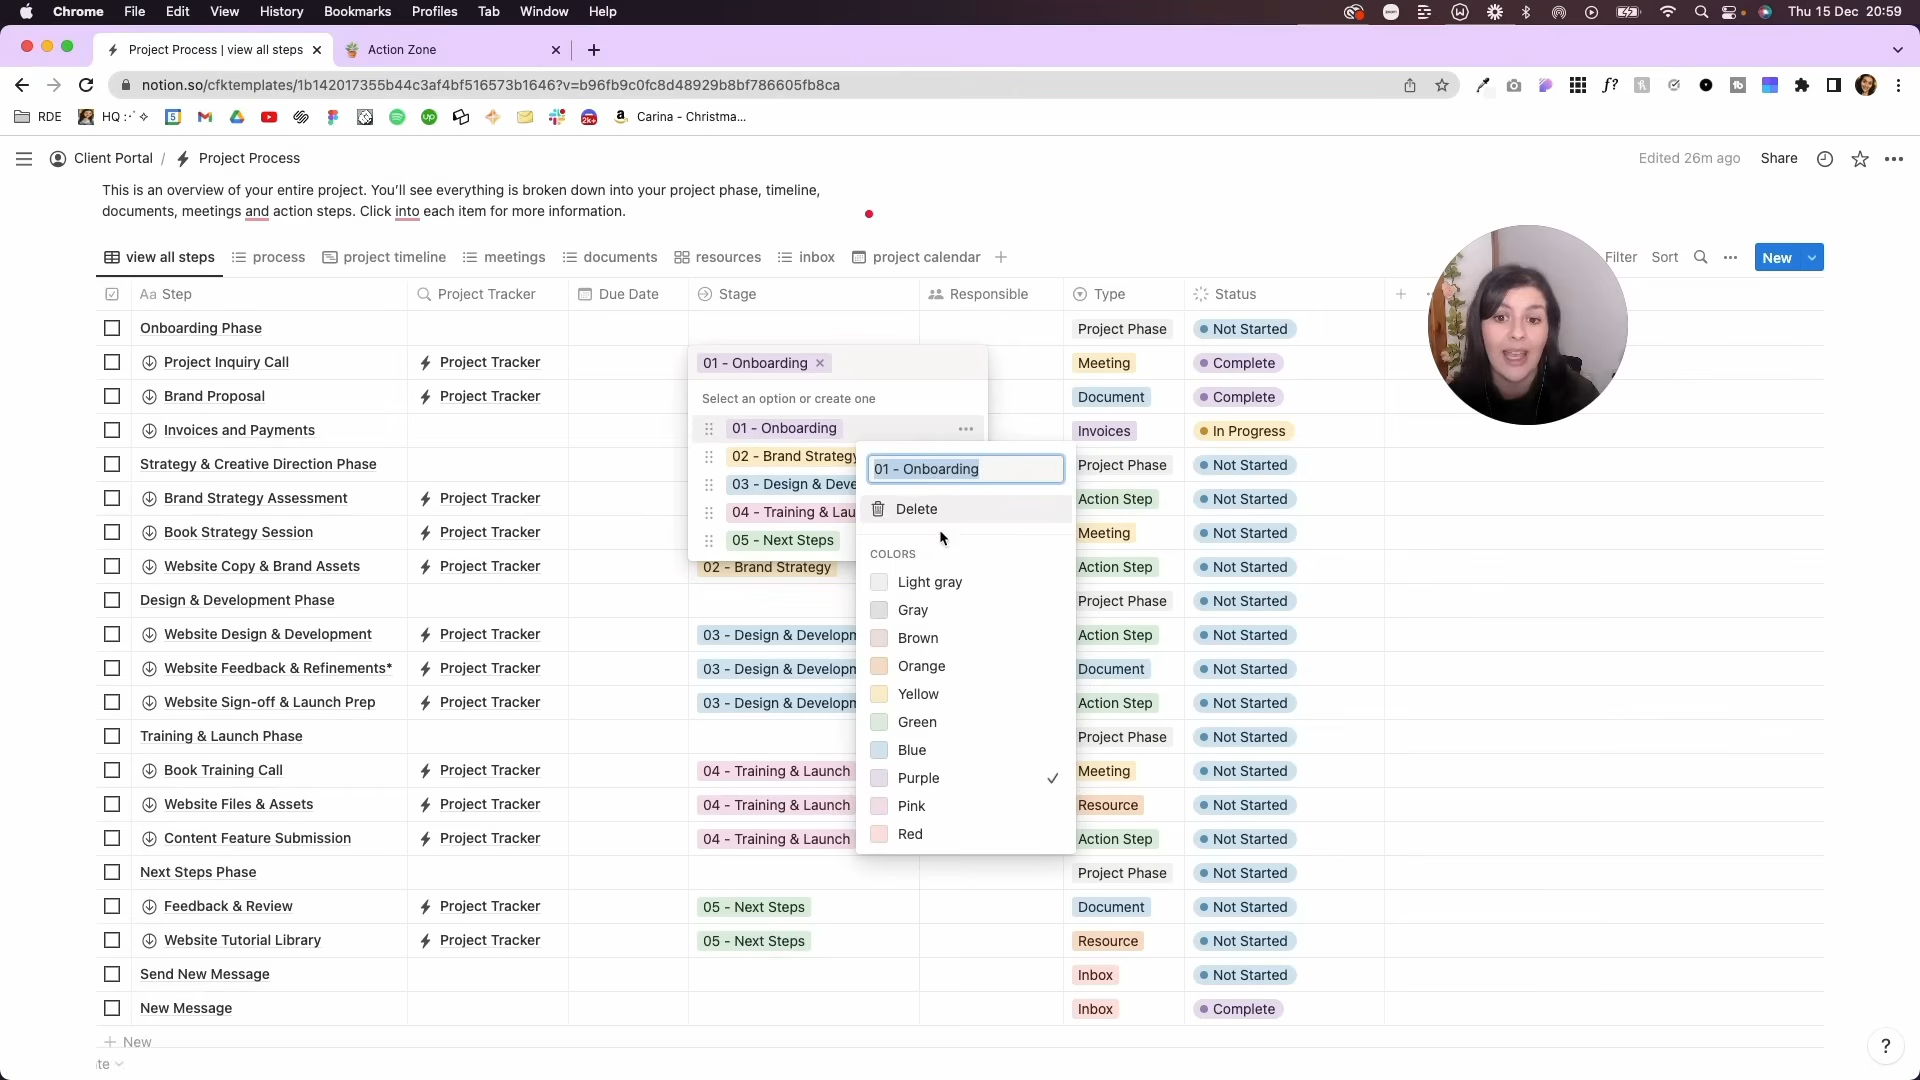 Chrome File Edit View History Bookmarks Profiles Tab Window Help
Thu 15 Dec 20:59
Project Process | view all steps
Action Zone
notion.so/cfktemplates/1b142017355b44c3af4bf516573b1646?v=b96fb9c0fc8d48929b8bf786605fb8ca
RDE HQ Carina - Christma...
Client Portal / Project Process
Edited 26m ago Share
This is an overview of your entire project. You'll see everything is broken down into your project phase, timeline,
documents, meetings and action steps. Click into each item for more information.
view all steps process project timeline meetings documents resources inbox project calendar
Filter Sort New
Aa Step Project Tracker Due Date Stage Responsible Type Status
Onboarding Phase Project Phase Not Started
Project Inquiry Call Project Tracker 01 - Onboarding Meeting Complete
Brand Proposal Project Tracker Select an option or create one Document Complete
Invoices and Payments 01 - Onboarding Invoices In Progress
Strategy & Creative Direction Phase 02 - Brand Strategy 01 - Onboarding Project Phase Not Started
Brand Strategy Assessment Project Tracker 03 - Design & Deve Delete Action Step Not Started
Book Strategy Session Project Tracker 04 - Training & Lau Meeting Not Started
05 - Next Steps COLORS
Website Copy & Brand Assets Project Tracker 02 - Brand Strategy Light gray Action Step Not Started
Design & Development Phase Gray Project Phase Not Started
Website Design & Development Project Tracker 03 - Design & Developm Brown Action Step Not Started
Website Feedback & Refinements* Project Tracker 03 - Design & Developm Orange Document Not Started
Website Sign-off & Launch Prep Project Tracker 03 - Design & Developm Yellow Action Step Not Started
Training & Launch Phase Green Project Phase Not Started
Blue
Book Training Call Project Tracker 04 - Training & Launch Purple Meeting Not Started
Website Files & Assets Project Tracker 04 - Training & Launch Pink Resource Not Started
Content Feature Submission Project Tracker 04 - Training & Launch Red Action Step Not Started
Next Steps Phase Project Phase Not Started
Feedback & Review Project Tracker 05 - Next Steps Document Not Started
Website Tutorial Library Project Tracker 05 - Next Steps Resource Not Started
Send New Message Inbox Not Started
New Message Inbox Complete
New